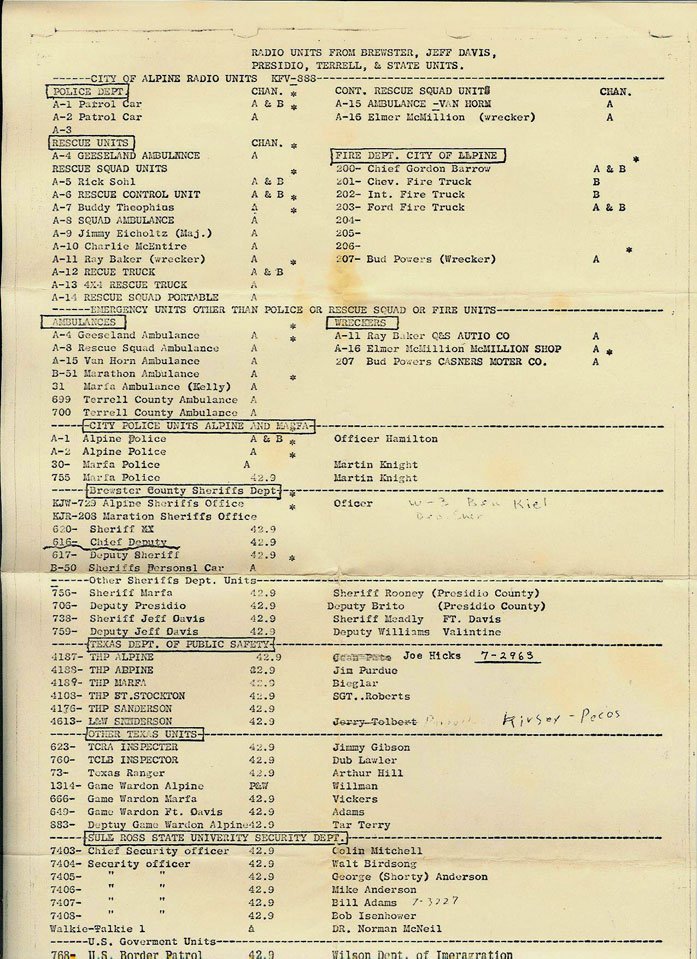 RADIO UNITS FROM BREWSTER, JEFF DAVIS,
PRESIDIO, TERRELL, & STATE UNITS.
------CITY OF ALPINE RADIO UNITS KFV-883------
POLICE DEPT. CHAN. * CONT. RESCUE SQUAD UNITS CHAN.
A-1 Patrol Car A & B * A-15 AMBULANCE -VAN HORN A
A-2 Patrol Car A A-16 Elmer McMillion (wrecker) A
A-3
RESCUE UNITS CHAN. *
A-4 GEESELAND AMBULANCE A FIRE DEPT. CITY OF ALPINE *
RESCUE SQUAD UNITS 200- Chief Gordon Barrow A & B
A-5 Rick Sohl A & B * 201- Chev. Fire Truck B
A-6 RESCUE CONTROL UNIT A & B * 202- Int. Fire Truck B
A-7 Buddy Theophius A * 203- Ford Fire Truck A & B
A-8 SQUAD AMBULANCE A 204-
A-9 Jimmy Eicholtz (Maj.) A 205-
A-10 Charlie McEntire A 206- *
A-11 Ray Baker (wrecker) A * 207- Bud Powers (Wrecker) A
A-12 RECUE TRUCK A & B
A-13 4X4 RESCUE TRUCK A
A-14 RESCUE SQUAD PORTABLE A
------EMERGENCY UNITS OTHER THAN POLICE OR RESCUE SQUAD OR FIRE UNITS------
AMBULANCES * WRECKERS
A-4 Geeseland Ambulance A * A-11 Ray Baker Q&S AUTIO CO A
A-8 Rescue Squad Ambulance A A-16 Elmer McMillion McMILLION SHOP A *
A-15 Van Horn Ambulance A 207 Bud Powers CASNERS MOTER CO. A
B-51 Marathon Ambulance A *
31 Marfa Ambulance (Kelly) A
699 Terrell County Ambulance A
700 Terrell County Ambulance A
------CITY POLICE UNITS ALPINE AND MARFA------
A-1 Alpine Police A & B * Officer Hamilton
A-2 Alpine Police A *
30- Marfa Police A Martin Knight
755 Marfa Police 42.9 Martin Knight
------Brewster County Sheriffs Dept- *
KJW-729 Alpine Sheriffs Office * Oficer
KJR-208 Maration Sheriffs Office
620- Sheriff XX 42.9
616- Chief Deputy 42.9
617- Deputy Sheriff 42.9 *
B-50 Sheriffs Personsl Car A
------Other Sheriffs Dept. Units------
756- Sheriff Marfa 42.9 Sheriff Rooney (Presidio County)
706- Deputy Presidio 42.9 Deputy Brito (Presidio County)
738- Sheriff Jeff Davis 42.9 Sheriff Meadly FT. Davis
759- Deputy Jeff Davis 42.9 Deputy Williams Valintine
------TEXAS DEPT. OF PUBLIC SAFETY------
4187- THP ALPINE 42.9 Joe Hicks 7-2963
4188- THP ABPINE 42.9 Jim Purdue
4189- THP MARFA 42.9 Bieglar
4108- THP ST.STOCKTON 42.9 SGT..Roberts
4176- THP SANDERSON 42.9
4613- L&W SENDERSON 42.9 Jerry Tolbert Kirsey - Pecos
------OTHER TEXAS UNITS------
623- TCRA INSPECTER 42.9 Jimmy Gibson
760- TCLB INSPECTOR 42.9 Dub Lawler
73- Texas Ranger 42.9 Arthur Hill
1314- Game Wardon Alpine P&W Willman
666- Game Wardon Marfa 42.9 Vickers
649- Game Wardon Ft. Davis 42.9 Adams
883- Deptuy Game Wardon Alpine42.9 Tar Terry
------SULL ROSS STATE UNIVERITY SECURITY DEPT.------
7403- Chief Security officer 42.9 Colin Mitchell
7404- Security officer 42.9 Walt Birdsong
7405- " " 42.9 George (Shorty) Anderson
7406- " " 42.9 Mike Anderson
7407- " " 42.9 Bill Adams 7-3227
7408- " " 42.9 Bob Isenhower
Walkie-Talkie 1 A DR. Norman McNeil
------U.S. Goverment Units------
768- U.S. Border Patrol 42.9 Wilson Dept. of Imeragration